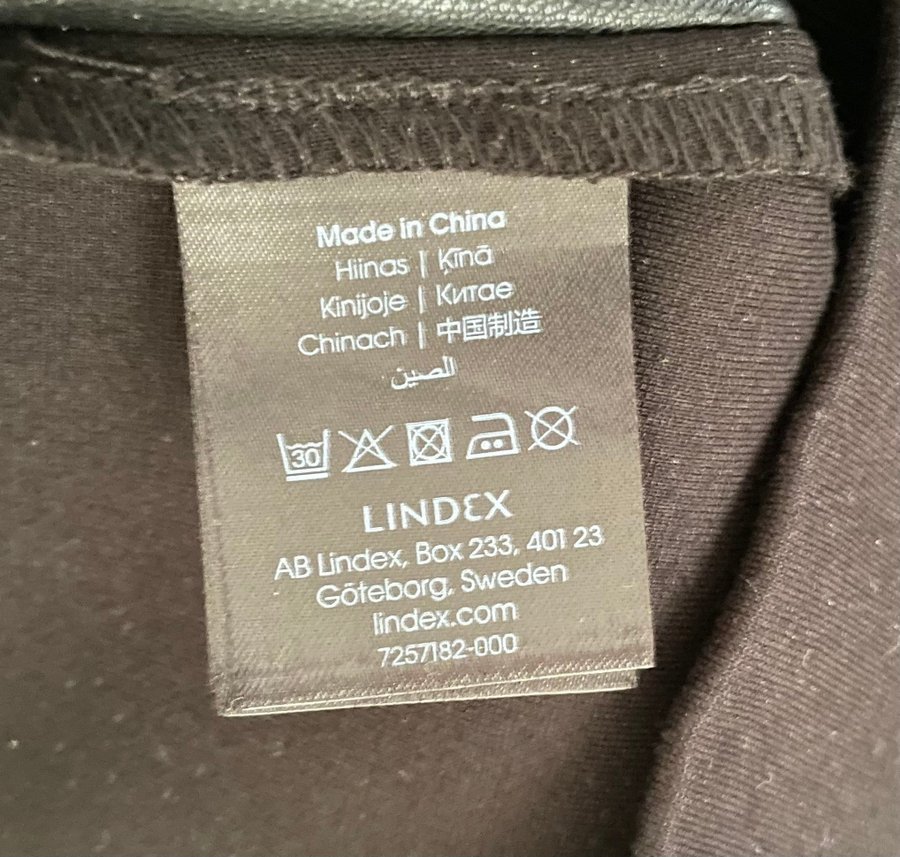 Made in China
Hiinas | Ķīnā
Kinijoje | Китае
Chinach | 中国制造
الصين
30
LINDEX
AB Lindex, Box 233, 401 23
Göteborg, Sweden
lindex.com
7257182-000